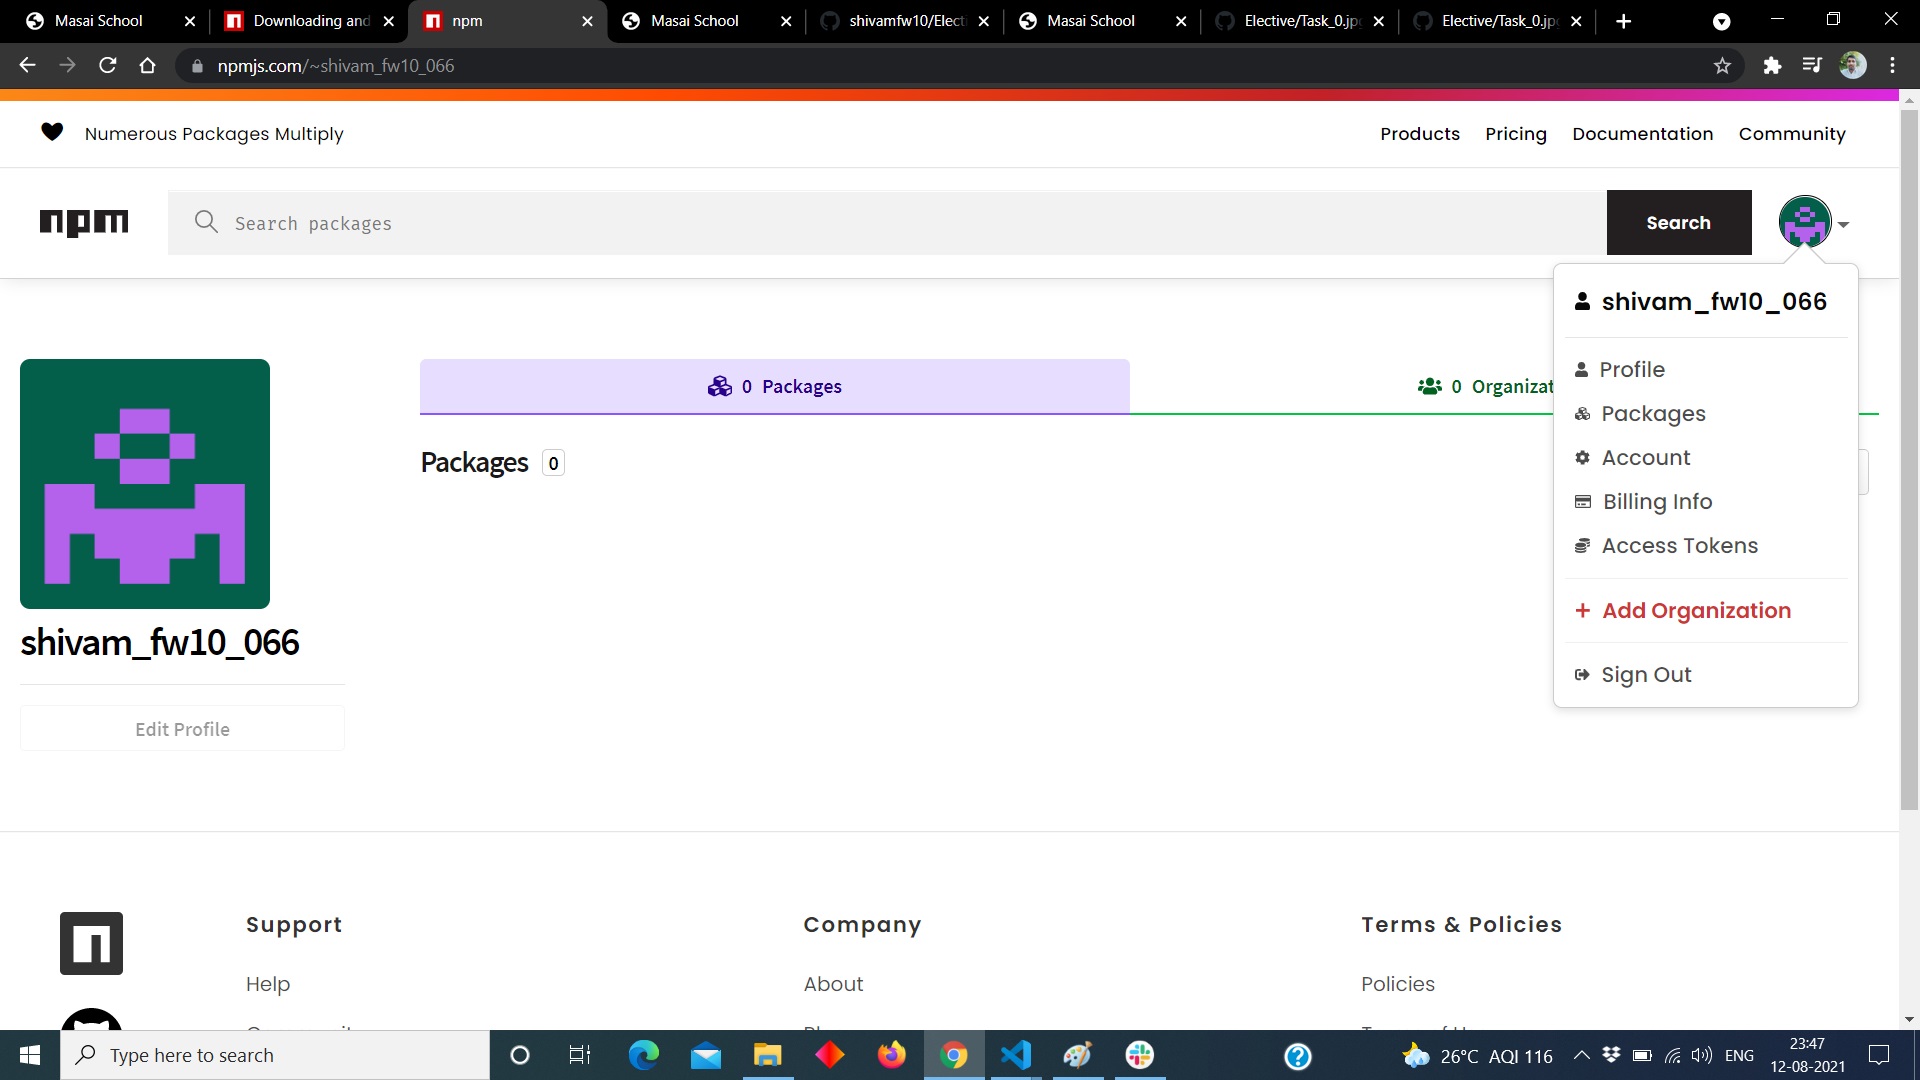 Masai School
Downloading and
npm
Masai School
shivamfw10/Electi
Masai School
Elective/Task_0.jpg
Elective/Task_0.jpg
npmjs.com/~shivam_fw10_066
Numerous Packages Multiply
Products Pricing Documentation Community
npm
Search packages
Search
shivam_fw10_066
Profile
Packages
Account
Billing Info
Access Tokens
+ Add Organization
Sign Out
0 Packages
0 Organizat
Packages 0
shivam_fw10_066
Edit Profile
Support
Company
Terms & Policies
Help
About
Policies
Type here to search
26°C AQI 116
ENG
23:47
12-08-2021